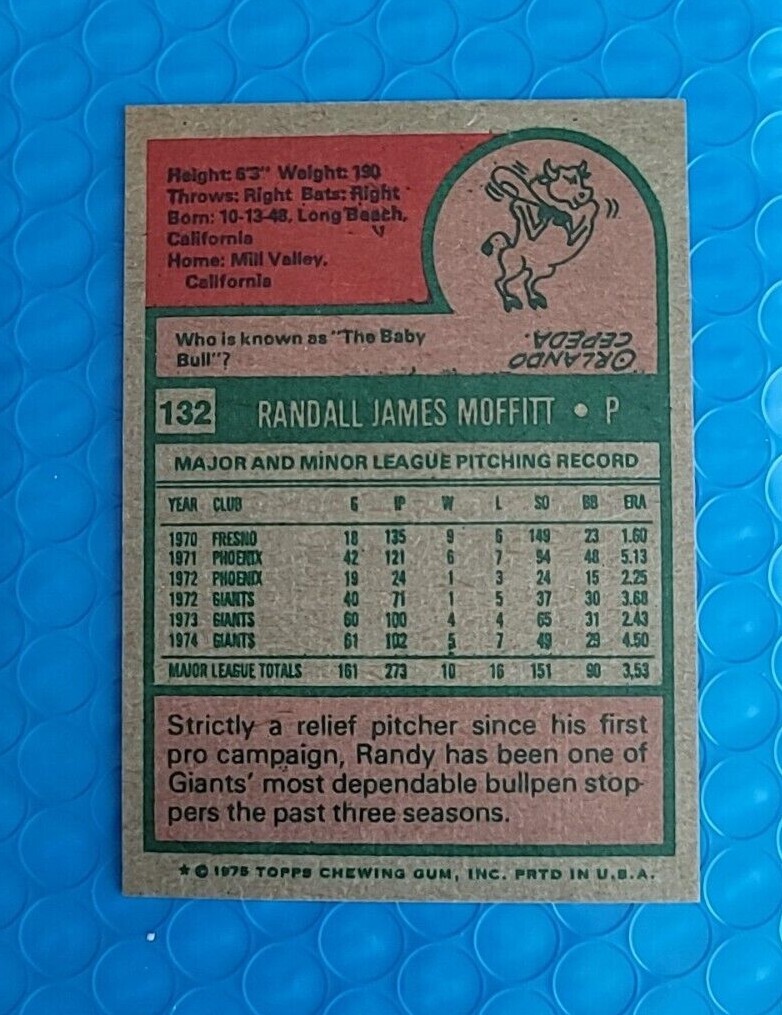 Height: 6'3" Weight: 190
Throws: Right Bats: Right
Born: 10-13-48, Long Beach,
California
Home: Mill Valley,
California
Who is known as "The Baby
Bull"?
ORLANDO
CEPEDA.
132 RANDALL JAMES MOFFITT • P
MAJOR AND MINOR LEAGUE PITCHING RECORD
YEAR CLUB G IP W L SO BB ERA
1970 FRESNO 18 135 9 6 149 23 1.60
1971 PHOENIX 42 121 6 7 94 48 5.13
1972 PHOENIX 19 24 1 3 24 15 2.25
1972 GIANTS 40 71 1 5 37 30 3.68
1973 GIANTS 60 100 4 4 65 31 2.43
1974 GIANTS 61 102 5 7 49 29 4.50
MAJOR LEAGUE TOTALS 161 273 10 16 151 90 3.53
Strictly a relief pitcher since his first
pro campaign, Randy has been one of
Giants' most dependable bullpen stop-
pers the past three seasons.
* © 1975 TOPPS CHEWING GUM, INC. PRTD IN U.S.A.